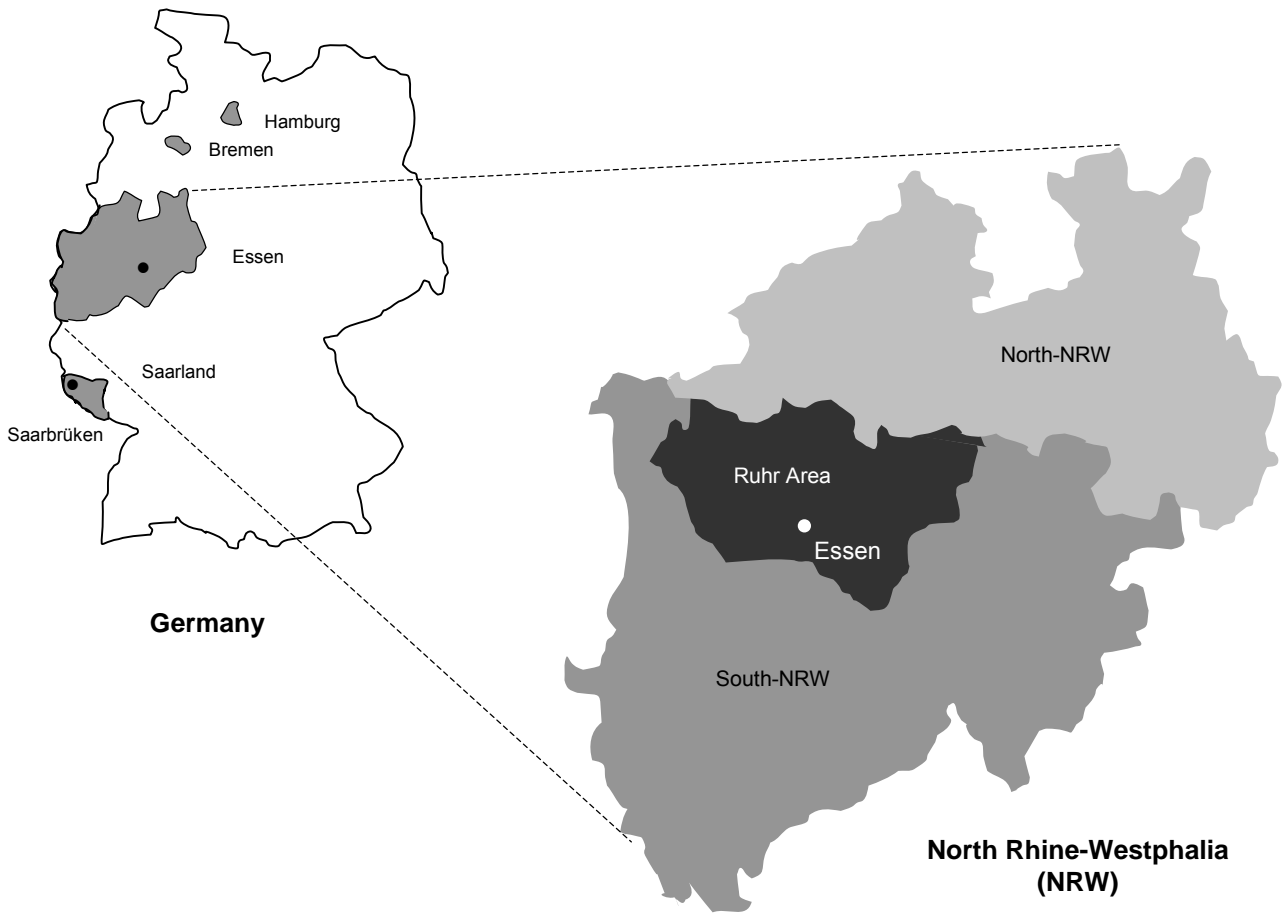 Hamburg
Bremen
Essen
Saarland
Saarbrüken
Germany
North-NRW
Ruhr Area
Essen
South-NRW
North Rhine-Westphalia
(NRW)